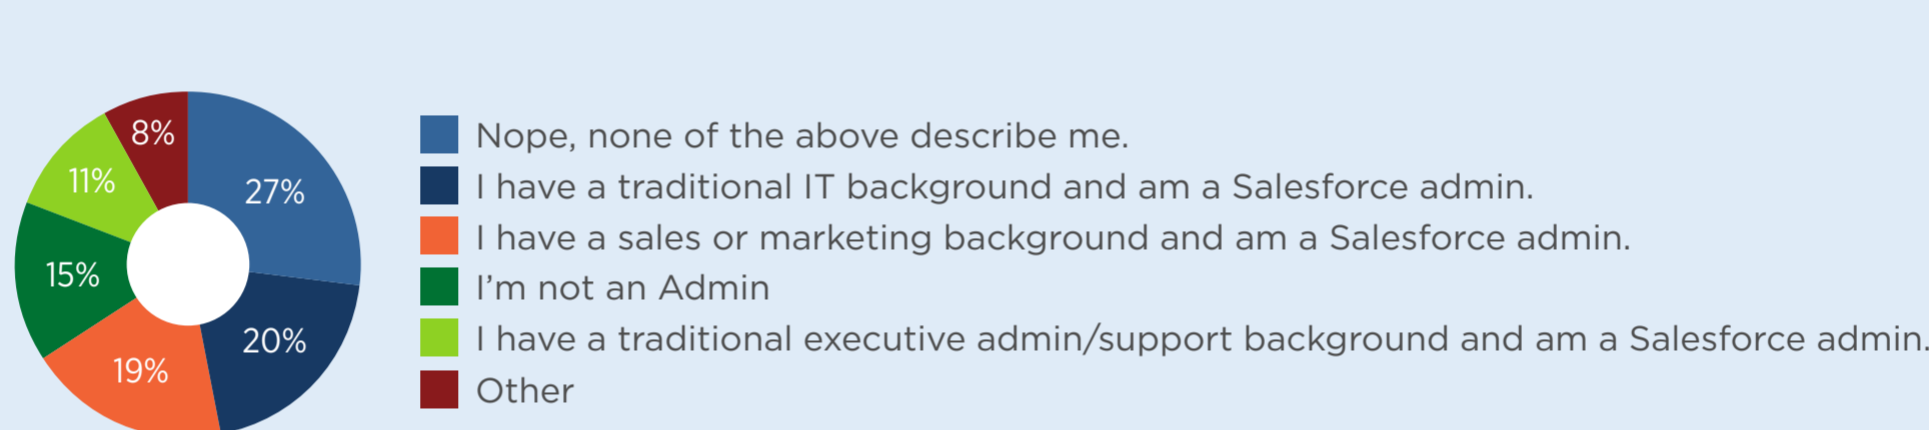 8%
11%
27%
15%
20%
19%
Nope, none of the above describe me.
I have a traditional IT background and am a Salesforce admin.
I have a sales or marketing background and am a Salesforce admin.
I’m not an Admin
I have a traditional executive admin/support background and am a Salesforce admin.
Other